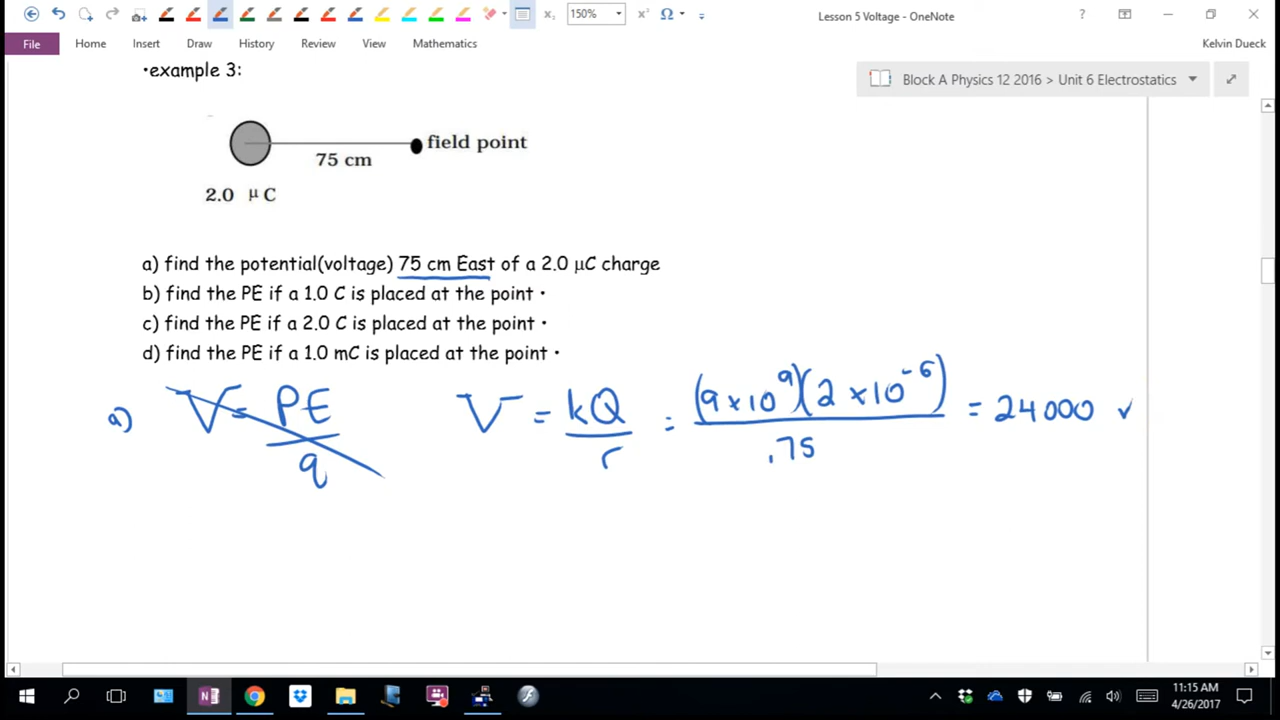 150% Lesson 5 Voltage - OneNote ?
File Home Insert Draw History Review View Mathematics Kelvin Dueck
•example 3:
Block A Physics 12 2016 > Unit 6 Electrostatics
field point
75 cm
2.0 μ C
a) find the potential(voltage) 75 cm East of a 2.0 μC charge
b) find the PE if a 1.0 C is placed at the point •
c) find the PE if a 2.0 C is placed at the point •
d) find the PE if a 1.0 mC is placed at the point •
a) V = PE/q V = kQ/r = (9 x 10⁹)(2 x 10⁻⁶)/.75 = 24000 v
11:15 AM
4/26/2017